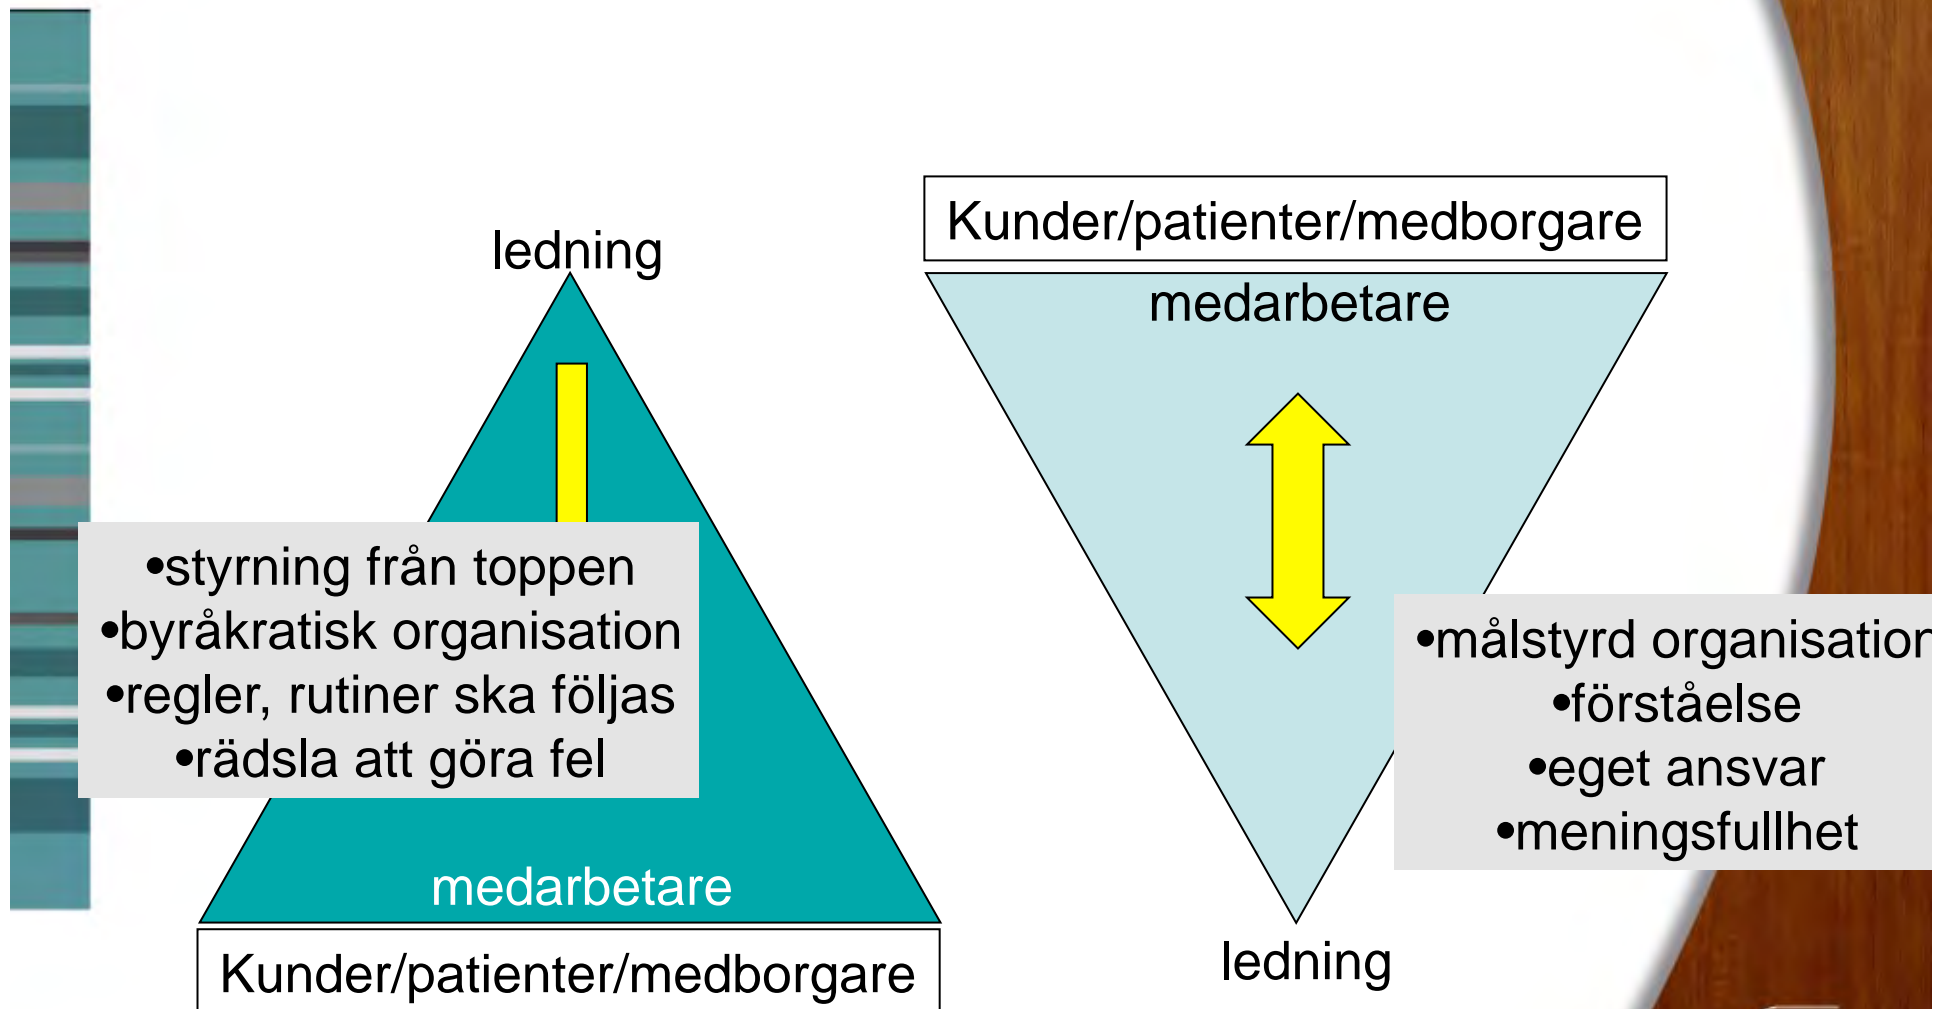 ledning
•styrning från toppen
•byråkratisk organisation
•regler, rutiner ska följas
•rädsla att göra fel
medarbetare
Kunder/patienter/medborgare
Kunder/patienter/medborgare
medarbetare
•målstyrd organisation
•förståelse
•eget ansvar
•meningsfullhet
ledning